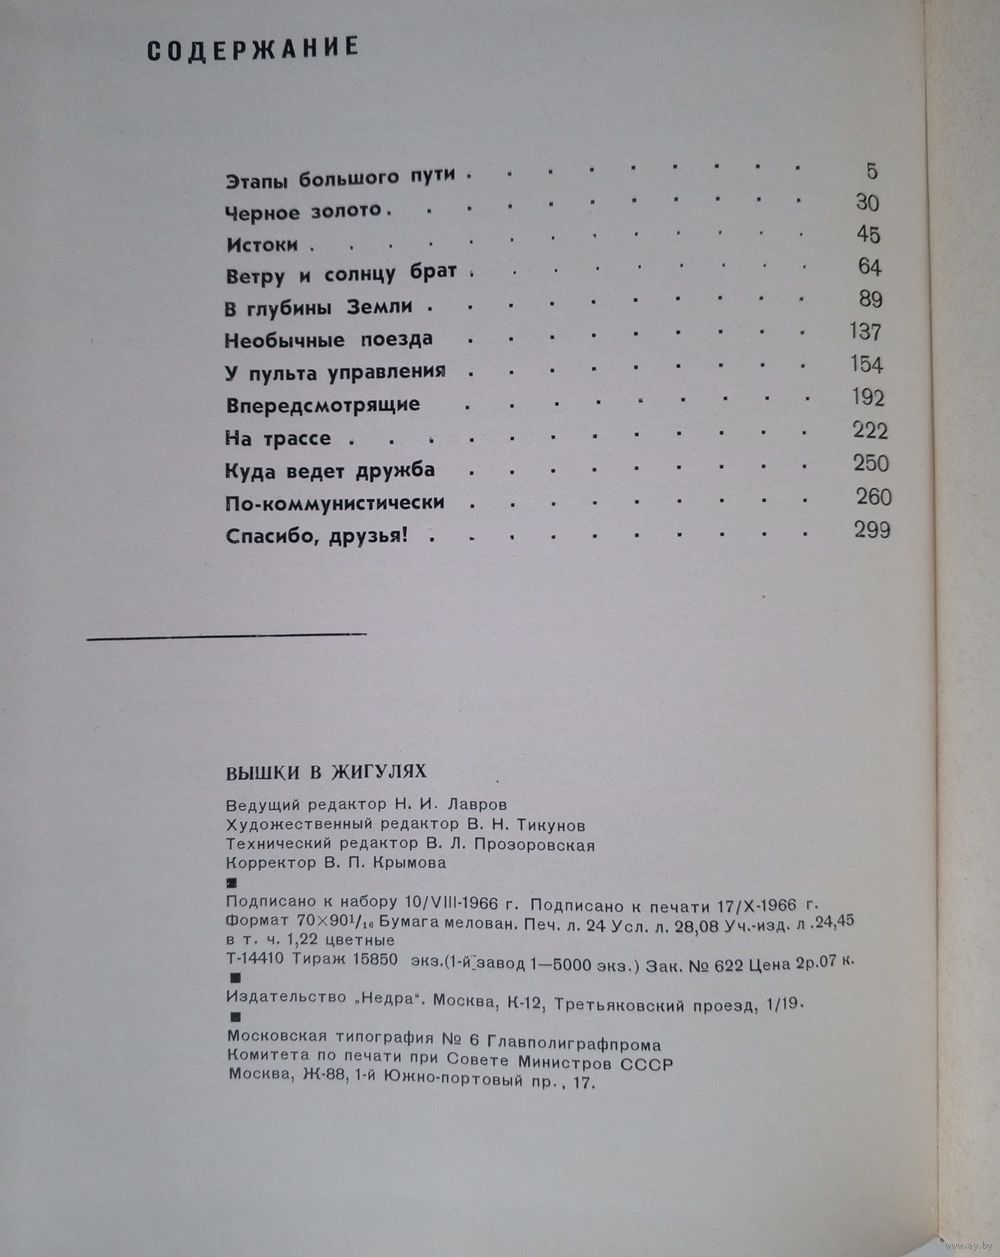 СОДЕРЖАНИЕ
Этапы большого пути . . . . . . . . . 5
Черное золото . . . . . . . . . . . 30
Истоки . . . . . . . . . . . . . 45
Ветру и солнцу брат . . . . . . . . . 64
В глубины Земли . . . . . . . . . . 89
Необычные поезда . . . . . . . . . 137
У пульта управления . . . . . . . . . 154
Впередсмотрящие . . . . . . . . . 192
На трассе . . . . . . . . . . . . 222
Куда ведет дружба . . . . . . . . . 250
По-коммунистически . . . . . . . . . 260
Спасибо, друзья! . . . . . . . . . . 299
ВЫШКИ В ЖИГУЛЯХ
Ведущий редактор Н. И. Лавров
Художественный редактор В. Н. Тикунов
Технический редактор В. Л. Прозоровская
Корректор В. П. Крымова
Подписано к набору 10/VIII-1966 г. Подписано к печати 17/X-1966 г.
Формат 70×90¹/₁₆ Бумага мелован. Печ. л. 24 Усл. л. 28,08 Уч.-изд. л .24,45
в т. ч. 1,22 цветные
Т-14410 Тираж 15850 экз.(1-й завод 1—5000 экз.) Зак. № 622 Цена 2р.07 к.
Издательство „Недра“. Москва, К-12, Третьяковский проезд, 1/19.
Московская типография № 6 Главполиграфпрома
Комитета по печати при Совете Министров СССР
Москва, Ж-88, 1-й Южно-портовый пр., 17.
www.ay.by